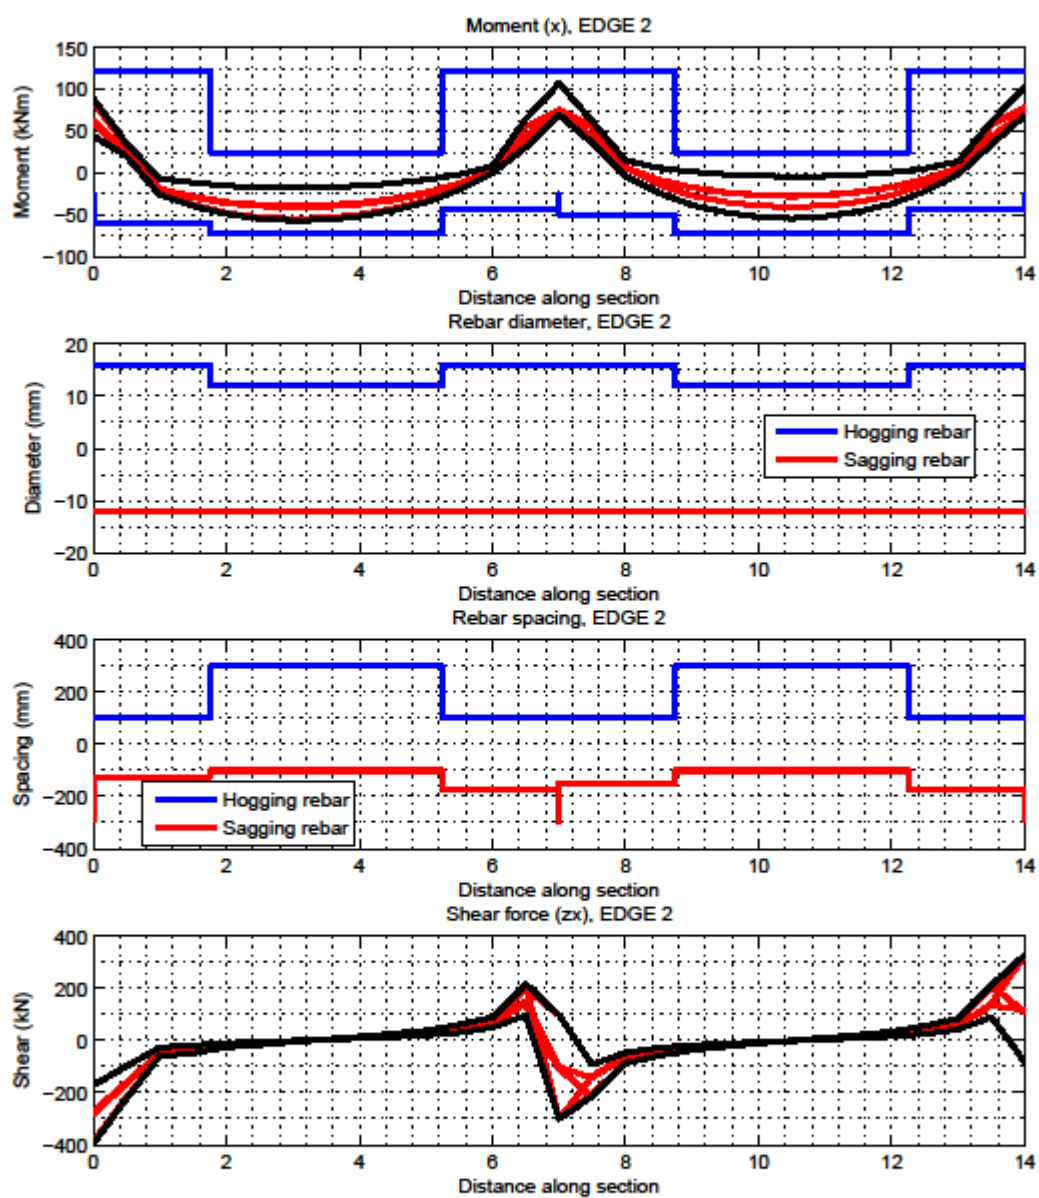 Moment (x), EDGE 2
150
100
50
0
−50
−100
Moment (kNm)
0 2 4 6 8 10 12 14
Distance along section
Rebar diameter, EDGE 2
20
10
0
−10
−20
Diameter (mm)
Hogging rebar
Sagging rebar
0 2 4 6 8 10 12 14
Distance along section
Rebar spacing, EDGE 2
400
200
0
−200
−400
Spacing (mm)
Hogging rebar
Sagging rebar
0 2 4 6 8 10 12 14
Distance along section
Shear force (zx), EDGE 2
400
200
0
−200
−400
Shear (kN)
0 2 4 6 8 10 12 14
Distance along section